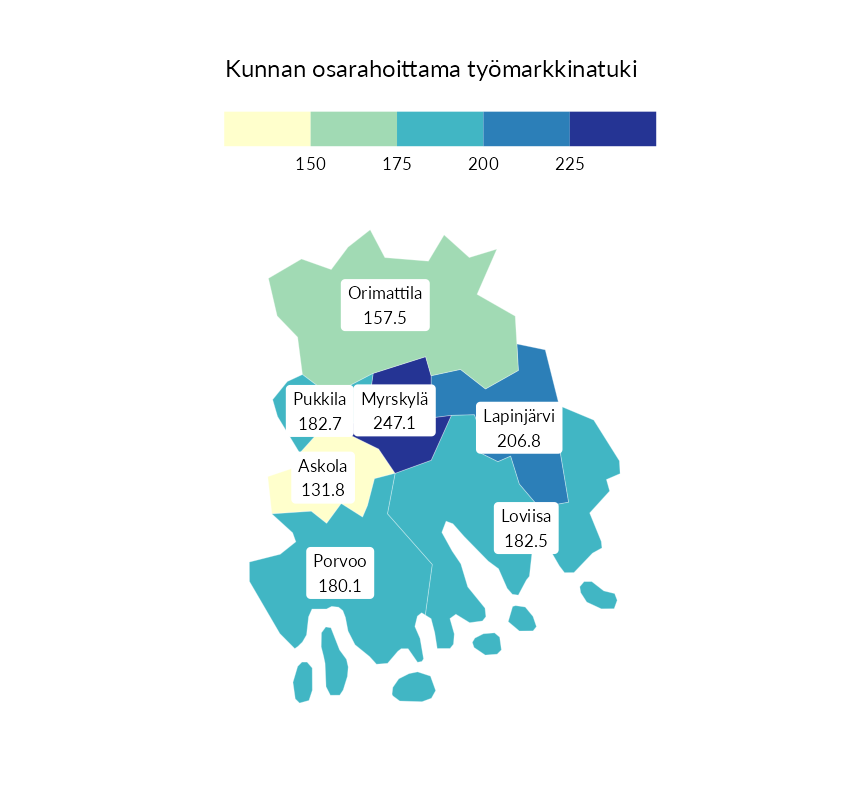 Kunnan osarahoittama työmarkkinatuki
150 175 200 225
Orimattila
157.5
Pukkila
182.7
Myrskylä
247.1
Lapinjärvi
206.8
Askola
131.8
Loviisa
182.5
Porvoo
180.1